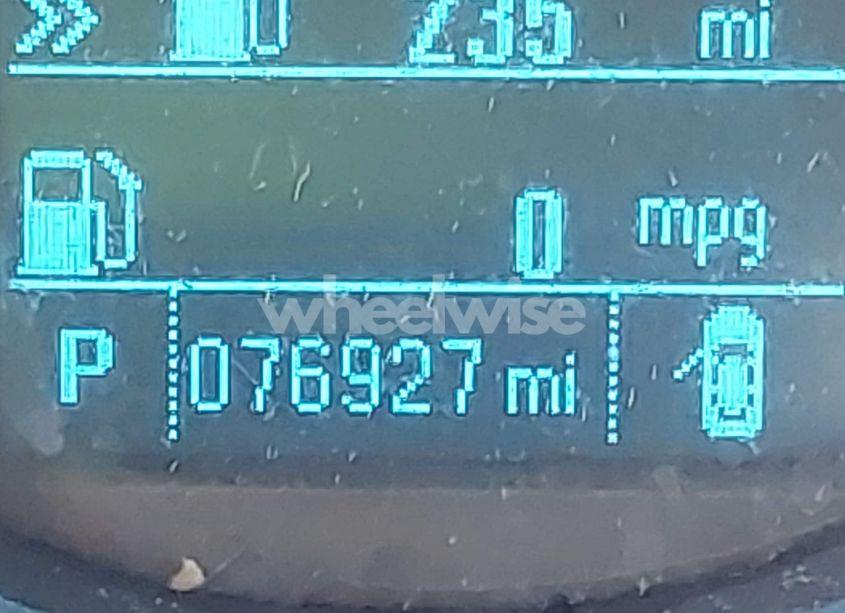 235 mi
0 mpg
wheelwise
P 076927 mi